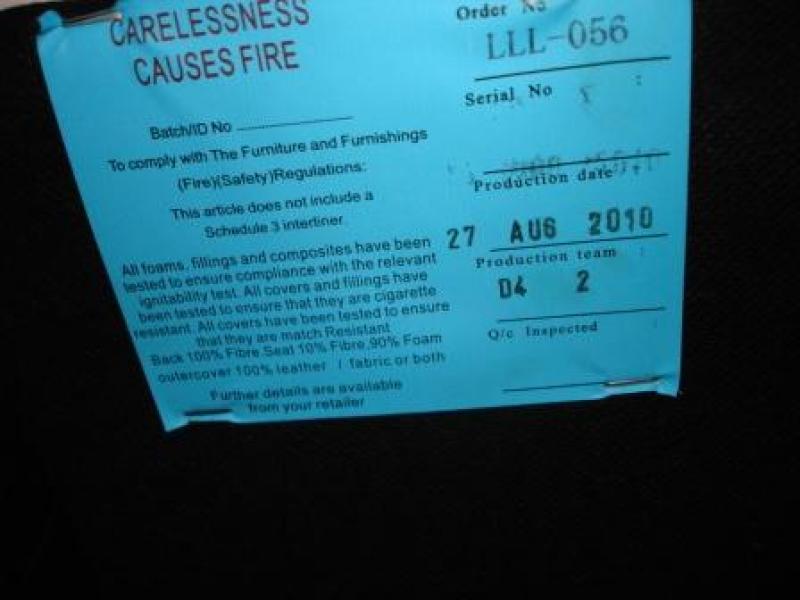 CARELESSNESS
CAUSES FIRE
Batch/ID No
To comply with The Furniture and Furnishings
(Fire)(Safety)Regulations:
This article does not include a
Schedule 3 interliner
All foams, fillings and composites have been
tested to ensure compliance with the relevant
ignitability test. All covers and fillings have
been tested to ensure that they are cigarette
resistant. All covers have been tested to ensure
that they are match Resistant
Back 100% Fibre.Seat 10% Fibre,90% Foam
outercover 100% leather / fabric or both
Further details are available
from your retailer
Order No
LLL-056
Serial No
Production date
27 AUG 2010
Production team
04 2
Q/c Inspected